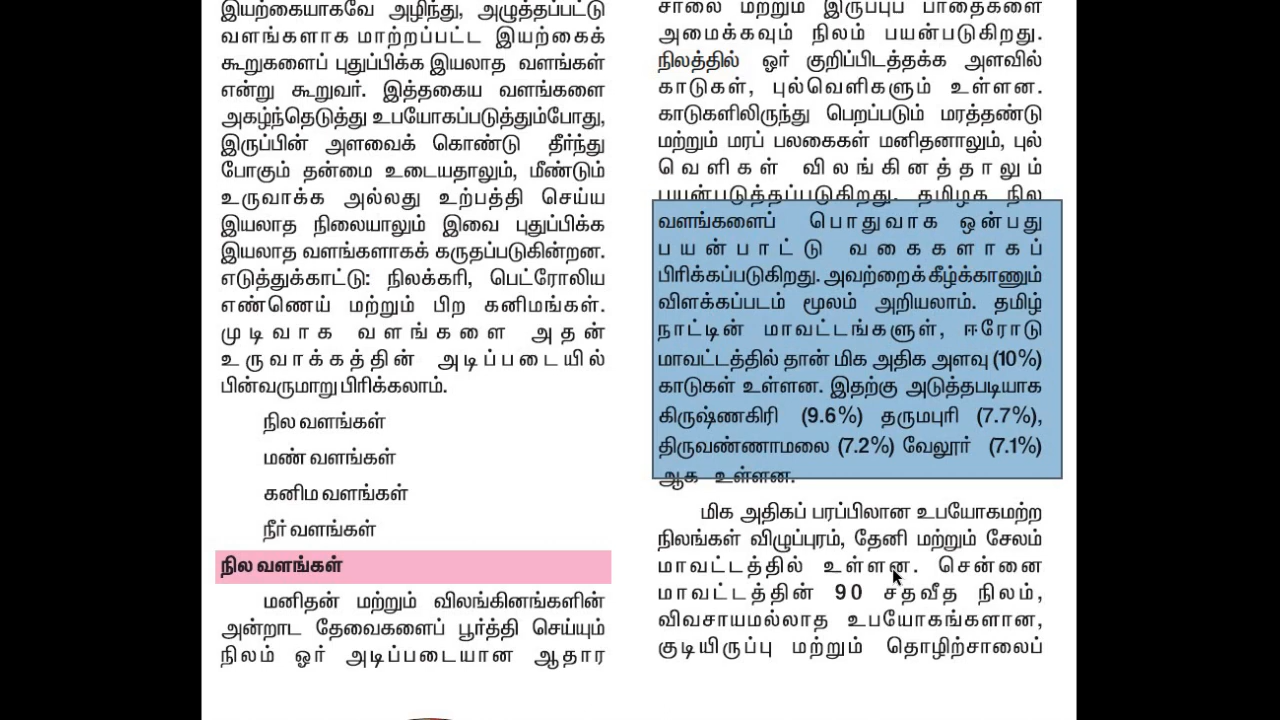 இயற்கையாகவே அழிந்து, அழுத்தப்பட்டு
வளங்களாக மாற்றப்பட்ட இயற்கைக்
கூறுகளைப் புதுப்பிக்க இயலாத வளங்கள்
என்று கூறுவர். இத்தகைய வளங்களை
அகழ்ந்தெடுத்து உபயோகப்படுத்தும்போது,
இருப்பின் அளவைக் கொண்டு தீர்ந்து
போகும் தன்மை உடையதாலும், மீண்டும்
உருவாக்க அல்லது உற்பத்தி செய்ய
இயலாத நிலையாலும் இவை புதுப்பிக்க
இயலாத வளங்களாகக் கருதப்படுகின்றன.
எடுத்துக்காட்டு: நிலக்கரி, பெட்ரோலிய
எண்ணெய் மற்றும் பிற கனிமங்கள்.
முடிவாக வளங்களை அதன்
உருவாக்கத்தின் அடிப்படையில்
பின்வருமாறு பிரிக்கலாம்.
நில வளங்கள்
மண் வளங்கள்
கனிம வளங்கள்
நீர் வளங்கள்
நில வளங்கள்
மனிதன் மற்றும் விலங்கினங்களின்
அன்றாட தேவைகளைப் பூர்த்தி செய்யும்
நிலம் ஓர் அடிப்படையான ஆதார
சாலை மற்றும் இருப்புப் பாதைகளை
அமைக்கவும் நிலம் பயன்படுகிறது.
நிலத்தில் ஓர் குறிப்பிடத்தக்க அளவில்
காடுகள், புல்வெளிகளும் உள்ளன.
காடுகளிலிருந்து பெறப்படும் மரத்தண்டு
மற்றும் மரப் பலகைகள் மனிதனாலும், புல்
வெளிகள் விலங்கினத்தாலும்
பயன்படுத்தப்படுகிறது. தமிழக நில
வளங்களைப் பொதுவாக ஒன்பது
பயன்பாட்டு வகைகளாகப்
பிரிக்கப்படுகிறது. அவற்றைக் கீழ்க்காணும்
விளக்கப்படம் மூலம் அறியலாம். தமிழ்
நாட்டின் மாவட்டங்களுள், ஈரோடு
மாவட்டத்தில் தான் மிக அதிக அளவு (10%)
காடுகள் உள்ளன. இதற்கு அடுத்தபடியாக
கிருஷ்ணகிரி (9.6%) தருமபுரி (7.7%),
திருவண்ணாமலை (7.2%) வேலூர் (7.1%)
ஆக உள்ளன.
மிக அதிகப் பரப்பிலான உபயோகமற்ற
நிலங்கள் விழுப்புரம், தேனி மற்றும் சேலம்
மாவட்டத்தில் உள்ளன. சென்னை
மாவட்டத்தின் 90 சதவீத நிலம்,
விவசாயமல்லாத உபயோகங்களான,
குடியிருப்பு மற்றும் தொழிற்சாலைப்